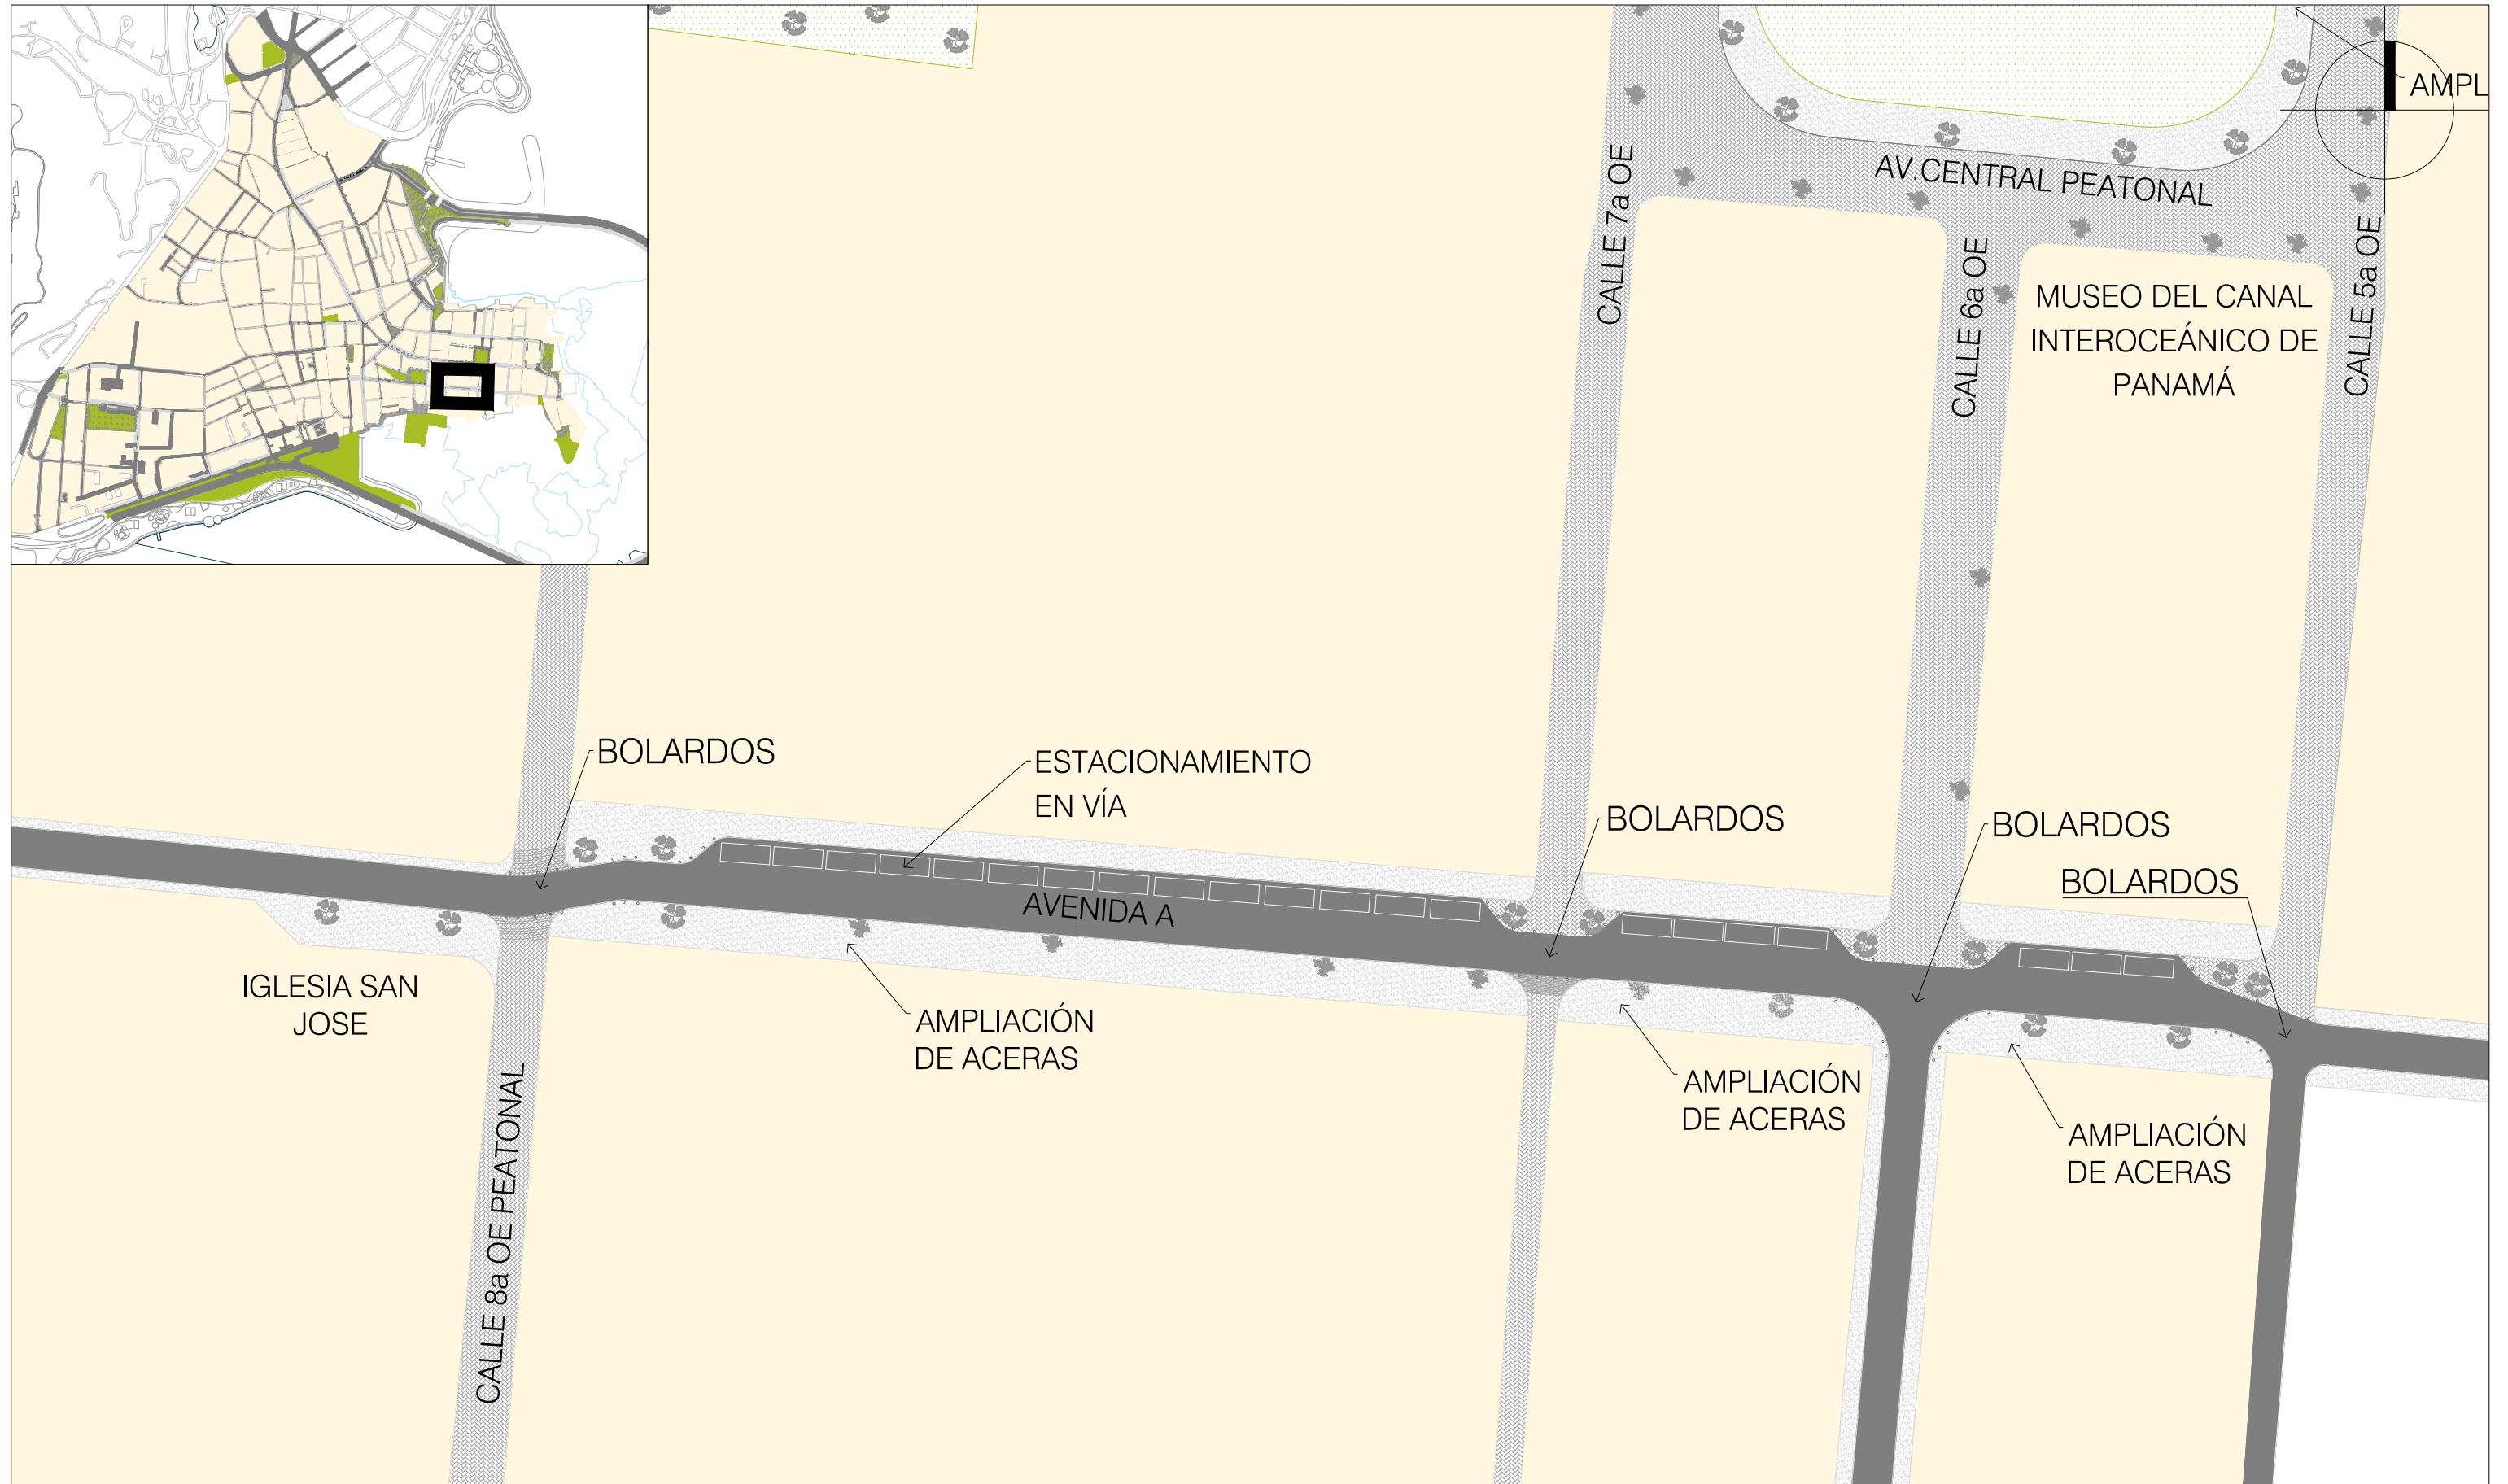 AMPL
AV.CENTRAL PEATONAL
CALLE 7a OE
CALLE 6a OE
CALLE 5a OE
MUSEO DEL CANAL
INTEROCEÁNICO DE
PANAMÁ
BOLARDOS
ESTACIONAMIENTO
EN VÍA
BOLARDOS
BOLARDOS
BOLARDOS
AVENIDA A
IGLESIA SAN
JOSE
AMPLIACIÓN
DE ACERAS
AMPLIACIÓN
DE ACERAS
AMPLIACIÓN
DE ACERAS
CALLE 8a OE PEATONAL